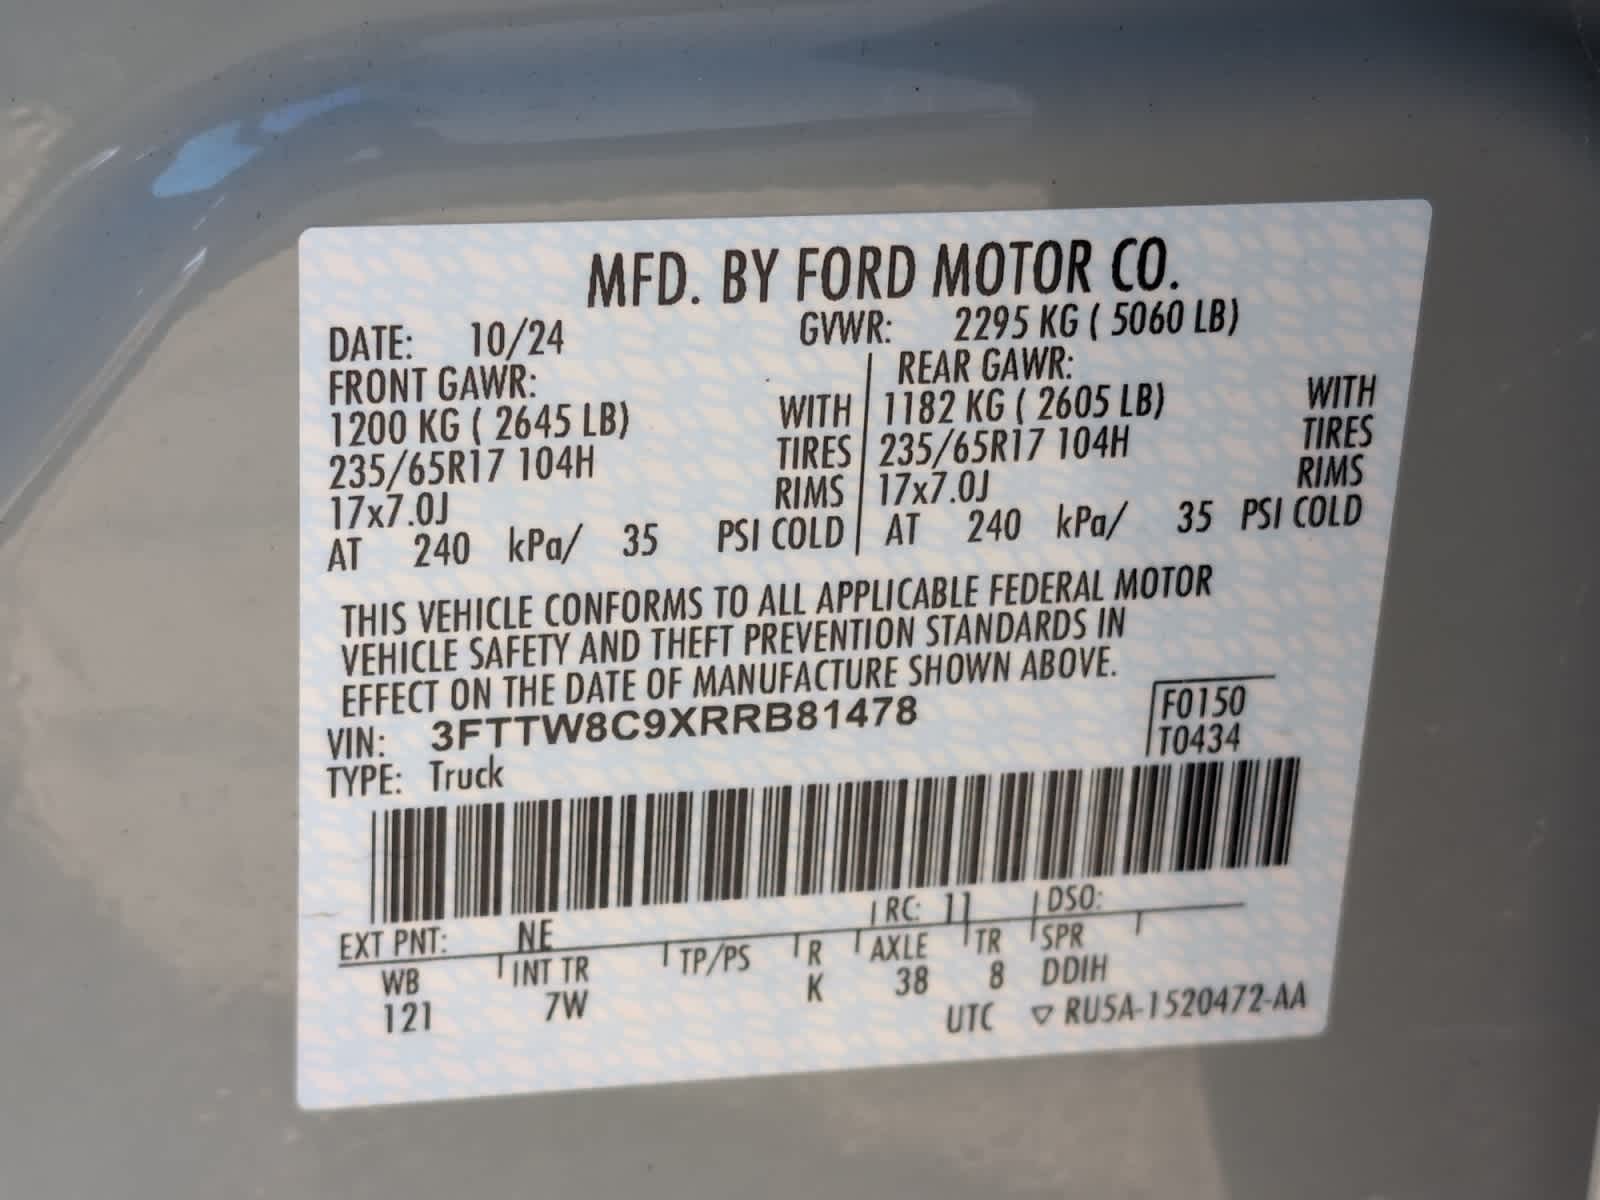 MFD. BY FORD MOTOR CO.
DATE: 10/24 GVWR: 2295 KG ( 5060 LB)
FRONT GAWR: REAR GAWR:
1200 KG ( 2645 LB) WITH 1182 KG ( 2605 LB) WITH
235/65R17 104H TIRES 235/65R17 104H TIRES
17x7.0J RIMS 17x7.0J RIMS
AT 240 kPa/ 35 PSI COLD AT 240 kPa/ 35 PSI COLD
THIS VEHICLE CONFORMS TO ALL APPLICABLE FEDERAL MOTOR
VEHICLE SAFETY AND THEFT PREVENTION STANDARDS IN
EFFECT ON THE DATE OF MANUFACTURE SHOWN ABOVE.
VIN: 3FTTW8C9XRRB81478 F0150
TYPE: Truck T0434
EXT PNT: NE RC: 11 DSO:
WB INT TR TP/PS R AXLE TR SPR
121 7W K 38 8 DDIH
UTC ▽ RU5A-1520472-AA